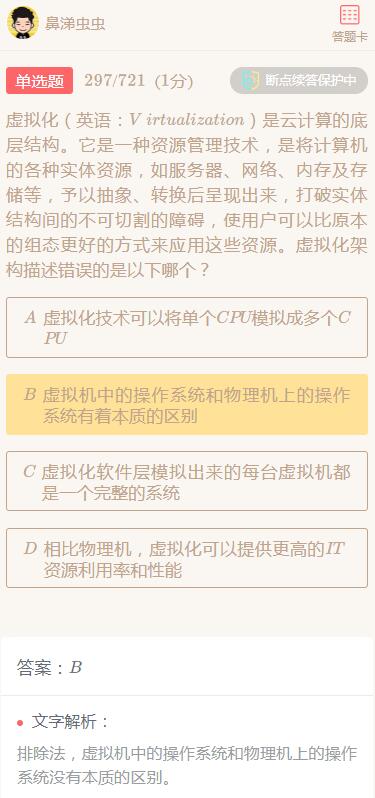 鼻涕虫虫
答题卡
单选题 297/721 (1分) 断点续答保护中
虚拟化（英语：V irtualization）是云计算的底
层结构。它是一种资源管理技术，是将计算机
的各种实体资源，如服务器、网络、内存及存
储等，予以抽象、转换后呈现出来，打破实体
结构间的不可切割的障碍，使用户可以比原本
的组态更好的方式来应用这些资源。虚拟化架
构描述错误的是以下哪个？
A 虚拟化技术可以将单个CPU模拟成多个C
PU
B 虚拟机中的操作系统和物理机上的操作
系统有着本质的区别
C 虚拟化软件层模拟出来的每台虚拟机都
是一个完整的系统
D 相比物理机，虚拟化可以提供更高的IT
资源利用率和性能
答案：B
文字解析：
排除法，虚拟机中的操作系统和物理机上的操作
系统没有本质的区别。